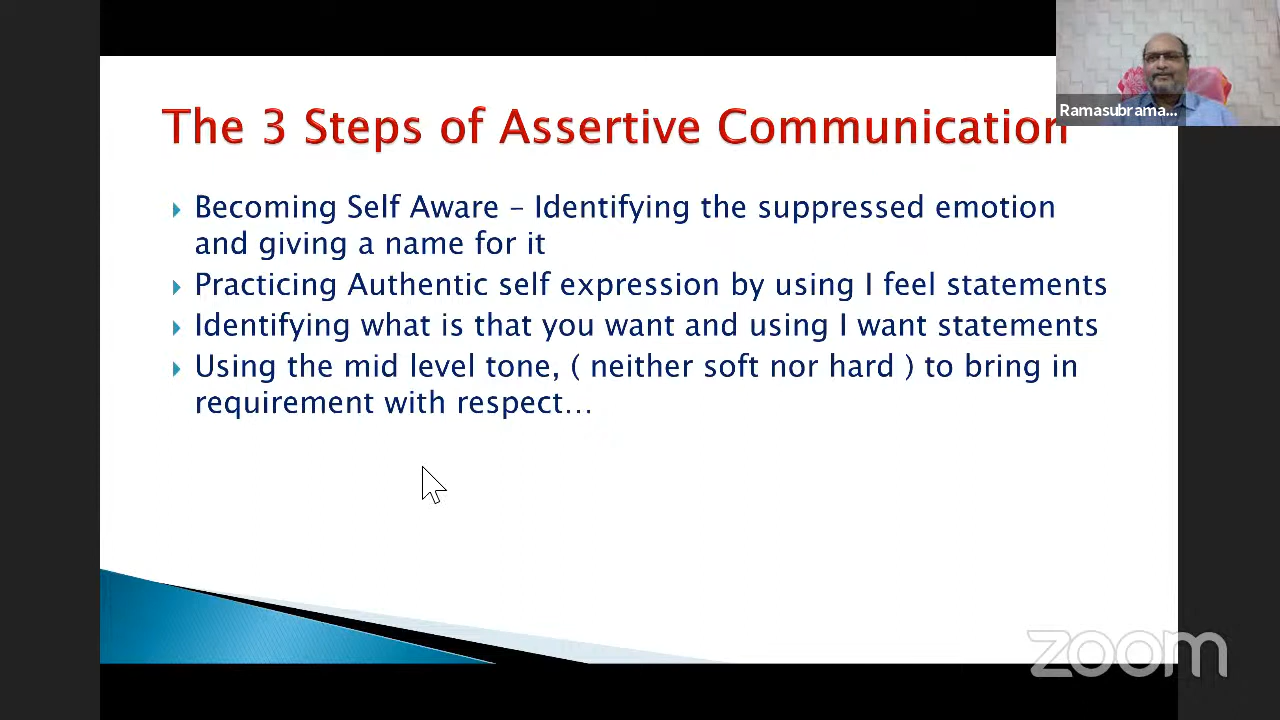 The 3 Steps of Assertive Communication
Ramasubrama...
Becoming Self Aware – Identifying the suppressed emotion
and giving a name for it
Practicing Authentic self expression by using I feel statements
Identifying what is that you want and using I want statements
Using the mid level tone, ( neither soft nor hard ) to bring in
requirement with respect…
zoom